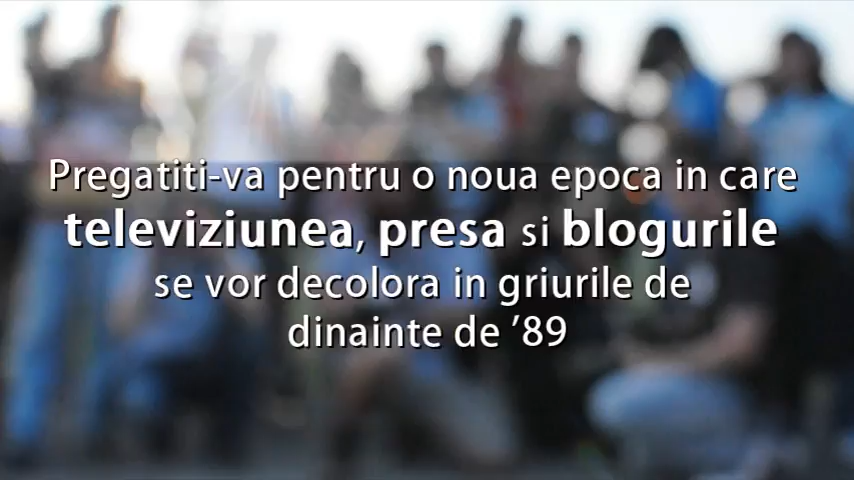 Pregatiti-va pentru o noua epoca in care
televiziunea, presa si blogurile
se vor decolora in griurile de
dinainte de ’89